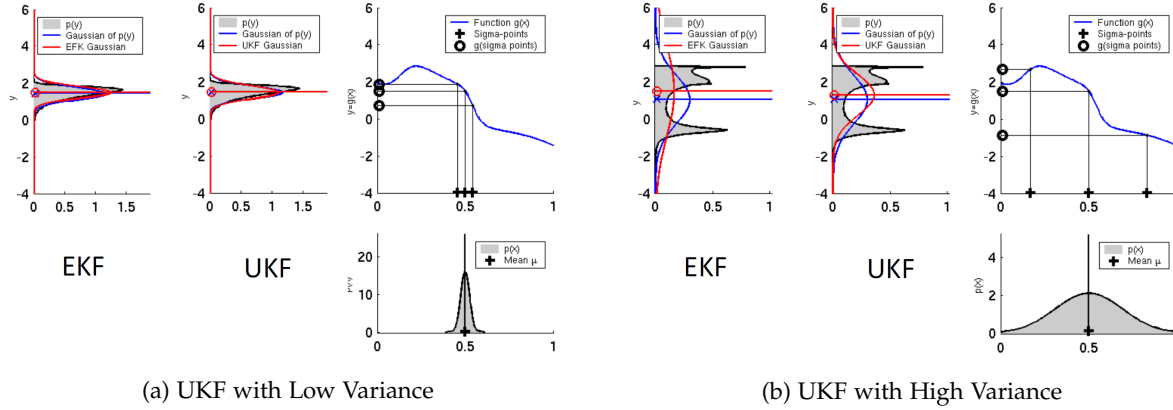 6
4
2
0
−2
−4
y
p(y)
Gaussian of p(y)
EFK Gaussian
0 0.5 1 1.5
6
4
2
0
−2
−4
y
p(y)
Gaussian of p(y)
UKF Gaussian
0 0.5 1 1.5
6
4
2
0
−2
−4
y=g(x)
Function g(x)
Sigma-points
g(sigma points)
0 0.5 1
EKF
UKF
20
10
0
p(x)
Mean μ
0 0.5 1
(a) UKF with Low Variance
6
4
2
0
−2
−4
y
p(y)
Gaussian of p(y)
EFK Gaussian
0 0.5 1
6
4
2
0
−2
−4
y
p(y)
Gaussian of p(y)
UKF Gaussian
0 0.5 1
6
4
2
0
−2
−4
y=g(x)
Function g(x)
Sigma-points
g(sigma points)
0 0.5 1
EKF
UKF
4
2
0
p(x)
p(x)
Mean μ
0 0.5 1
(b) UKF with High Variance